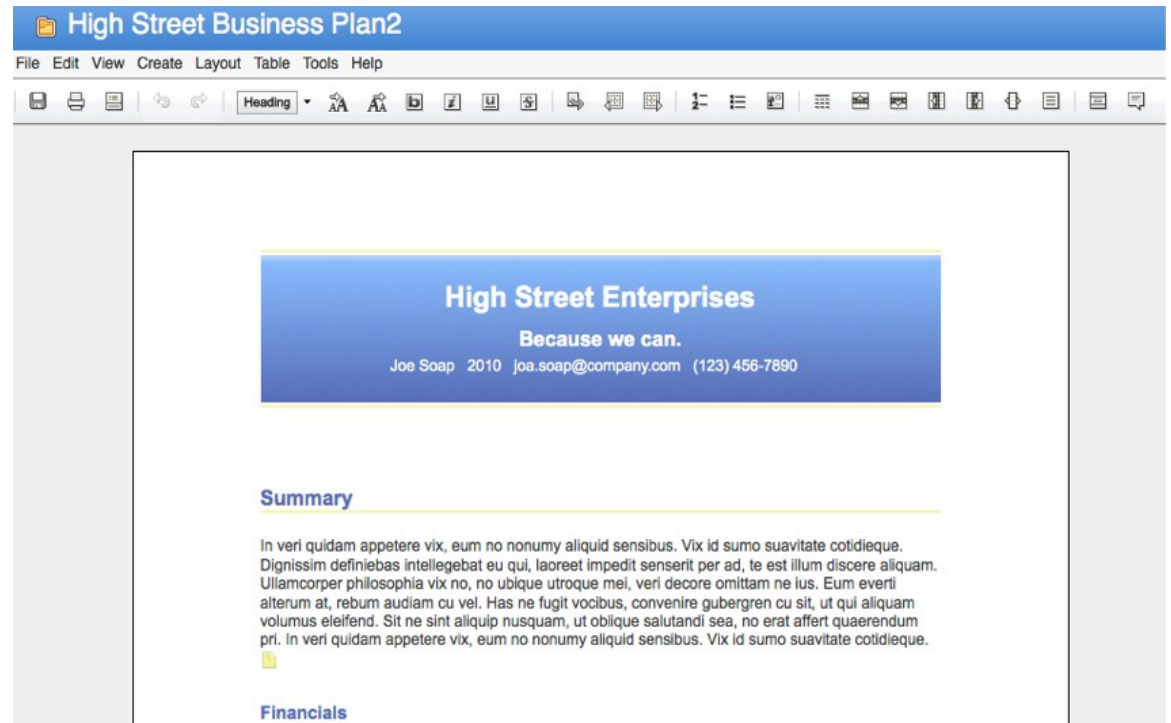 High Street Business Plan2
File Edit View Create Layout Table Tools Help
Heading
High Street Enterprises
Because we can.
Joe Soap 2010 joa.soap@company.com (123) 456-7890
Summary
In veri quidam appetere vix, eum no nonumy aliquid sensibus. Vix id sumo suavitate cotidieque.
Dignissim definiebas intellegebat eu qui, laoreet impedit senserit per ad, te est illum discere aliquam.
Ullamcorper philosophia vix no, no ubique utroque mei, veri decore omittam ne ius. Eum everti
alterum at, rebum audiam cu vel. Has ne fugit vocibus, convenire gubergren cu sit, ut qui aliquam
volumus eleifend. Sit ne sint aliquip nusquam, ut oblique salutandi sea, no erat affert quaerendum
pri. In veri quidam appetere vix, eum no nonumy aliquid sensibus. Vix id sumo suavitate cotidieque.
Financials